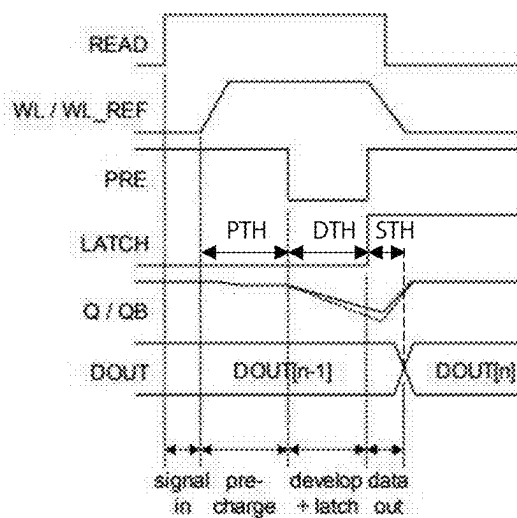 READ
WL / WL_REF
PRE
PTH DTH STH
LATCH
Q / QB
DOUT
DOUT[n-1] DOUT[n]
signal in
pre-charge
develop + latch
data out